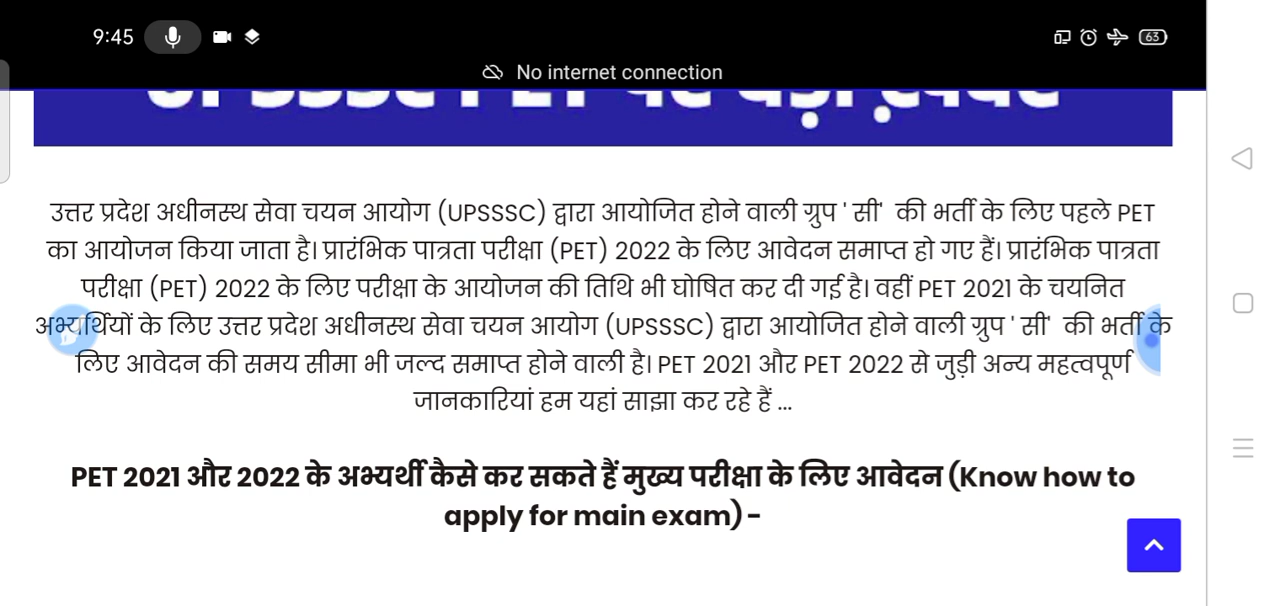 9:45
63
No internet connection
उत्तर प्रदेश अधीनस्थ सेवा चयन आयोग (UPSSSC) द्वारा आयोजित होने वाली ग्रुप ' सी'  की भर्ती के लिए पहले PET
का आयोजन किया जाता है। प्रारंभिक पात्रता परीक्षा (PET) 2022 के लिए आवेदन समाप्त हो गए हैं। प्रारंभिक पात्रता
परीक्षा (PET) 2022 के लिए परीक्षा के आयोजन की तिथि भी घोषित कर दी गई है। वहीं PET 2021 के चयनित
अभ्यर्थियों के लिए उत्तर प्रदेश अधीनस्थ सेवा चयन आयोग (UPSSSC) द्वारा आयोजित होने वाली ग्रुप ' सी'  की भर्ती के
लिए आवेदन की समय सीमा भी जल्द समाप्त होने वाली है। PET 2021 और PET 2022 से जुड़ी अन्य महत्वपूर्ण
जानकारियां हम यहां साझा कर रहे हैं ...
PET 2021 और 2022 के अभ्यर्थी कैसे कर सकते हैं मुख्य परीक्षा के लिए आवेदन (Know how to
apply for main exam) -